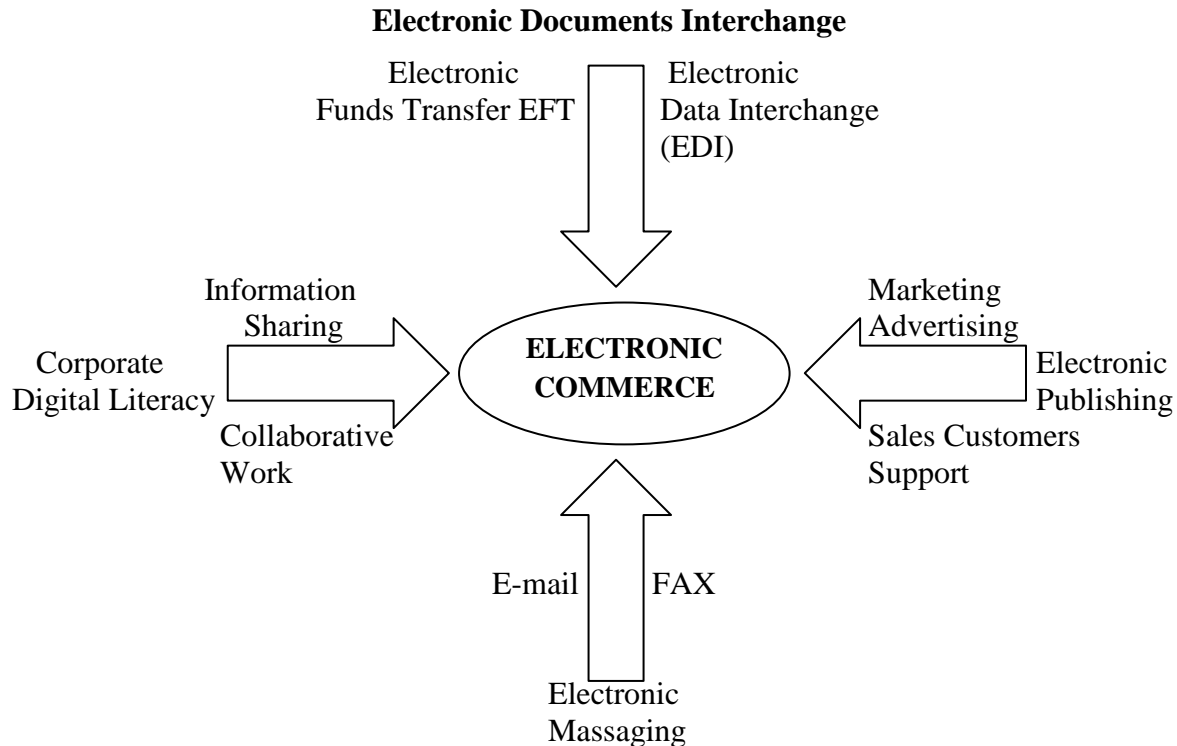 Electronic Documents Interchange
Electronic
Funds Transfer EFT
Electronic
Data Interchange
(EDI)
Information
Sharing
Corporate
Digital Literacy
Collaborative
Work
ELECTRONIC
COMMERCE
Marketing
Advertising
Electronic
Publishing
Sales Customers
Support
E-mail
FAX
Electronic
Massaging